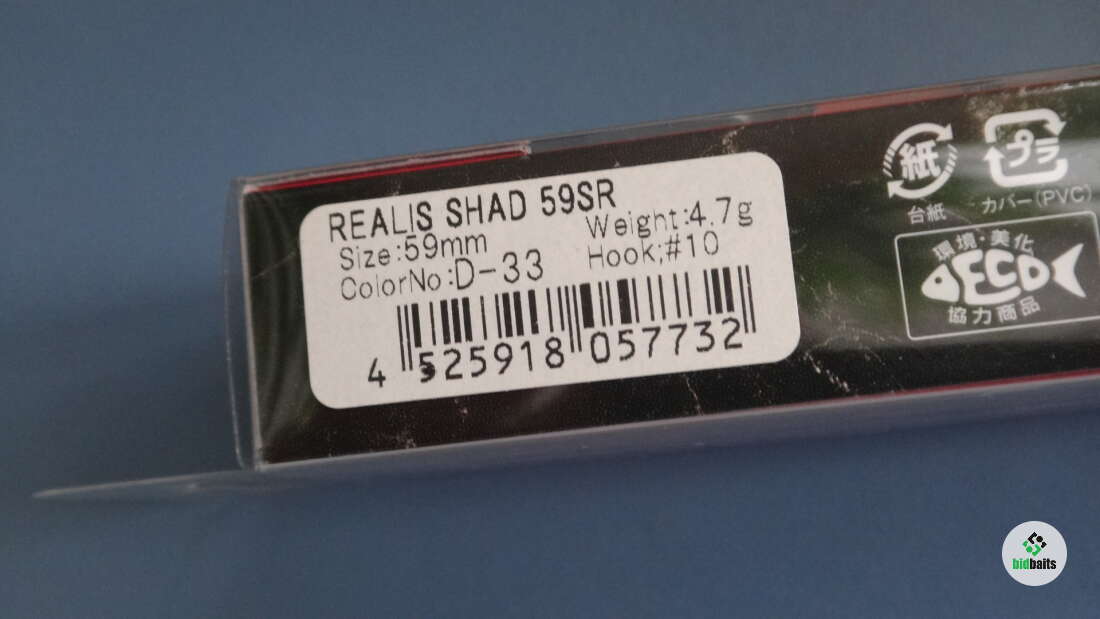 REALIS SHAD 59SR
Size:59mm Weight:4.7g
ColorNo:D-33 Hook:#10
4 525918 057732
紙
台紙
プラ
カバー(PVC)
環境・美化
ECO
協力商品
bidbaits